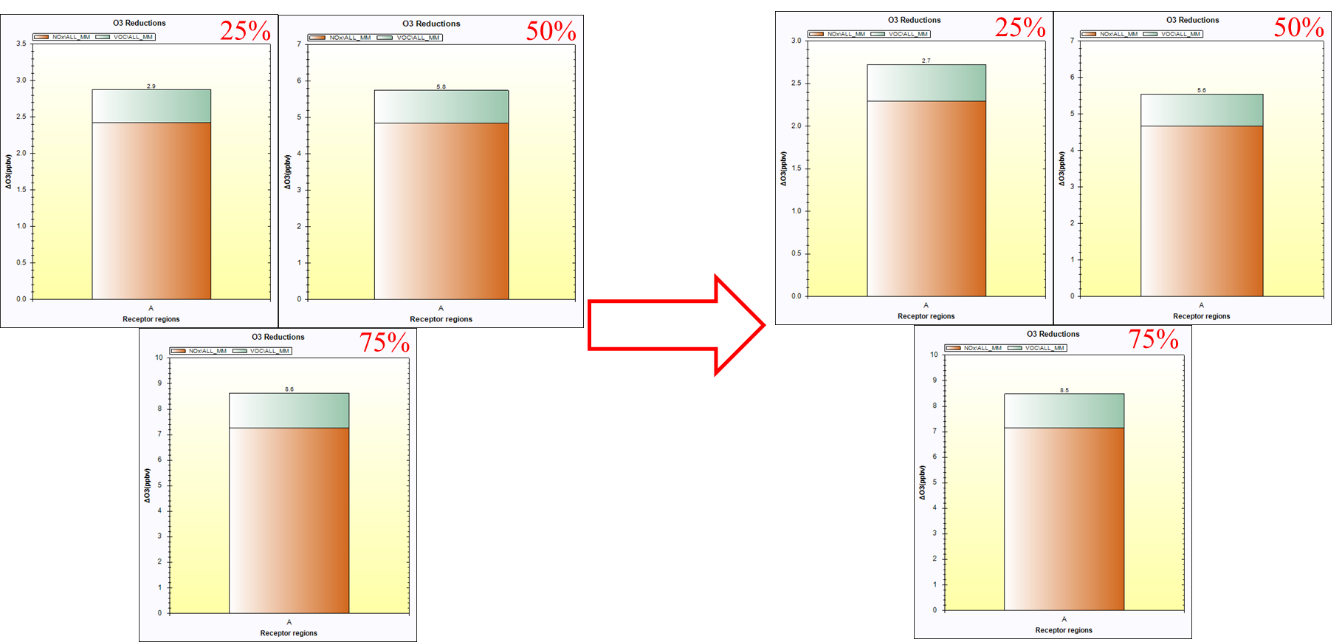 O3 Reductions
25%
NOx\ALL_MM VOC\ALL_MM
3.5
3.0
2.5
2.0
1.5
1.0
0.5
0.0
2.9
ΔO3(ppbv)
A
Receptor regions
O3 Reductions
50%
NOx\ALL_MM VOC\ALL_MM
7
6
5
4
3
2
1
0
5.8
ΔO3(ppbv)
A
Receptor regions
O3 Reductions
75%
NOx\ALL_MM VOC\ALL_MM
10
9
8
7
6
5
4
3
2
1
0
8.6
ΔO3(ppbv)
A
Receptor regions
O3 Reductions
25%
NOx\ALL_MM VOC\ALL_MM
3.0
2.5
2.0
1.5
1.0
0.5
0.0
2.7
ΔO3(ppbv)
A
Receptor regions
O3 Reductions
50%
NOx\ALL_MM VOC\ALL_MM
7
6
5
4
3
2
1
0
5.6
ΔO3(ppbv)
A
Receptor regions
O3 Reductions
75%
NOx\ALL_MM VOC\ALL_MM
10
9
8
7
6
5
4
3
2
1
0
8.5
ΔO3(ppbv)
A
Receptor regions